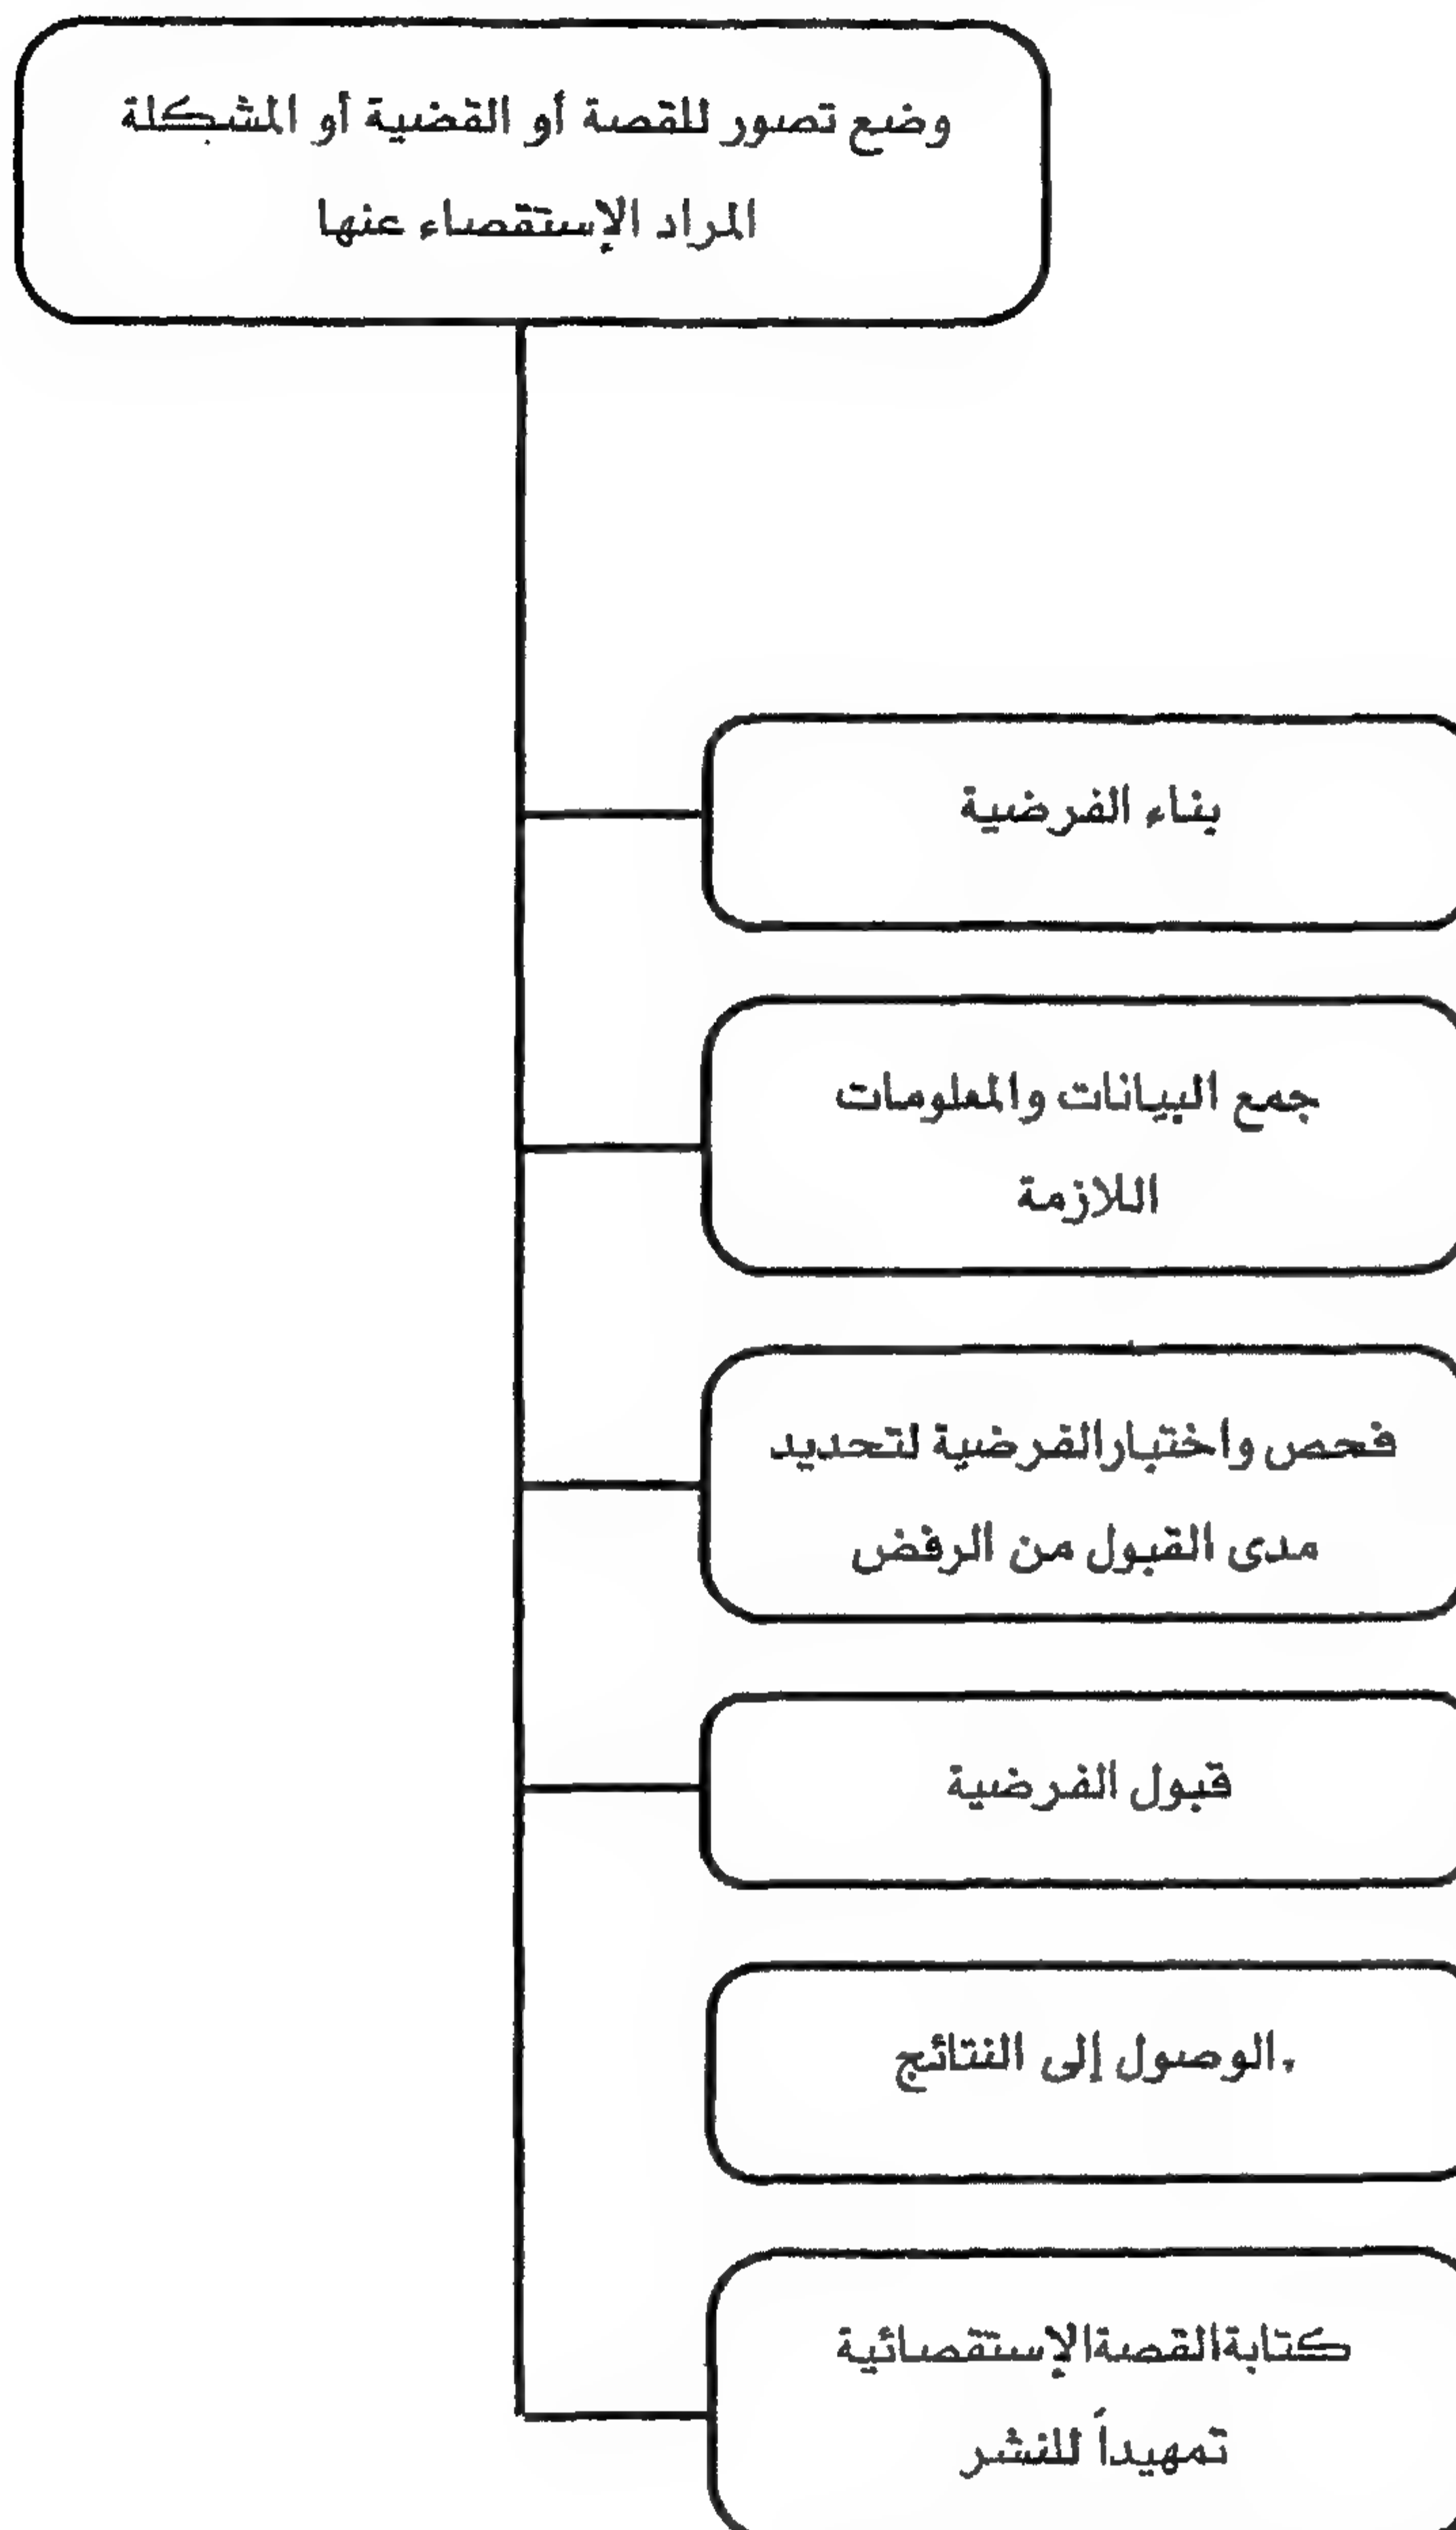 وضع تصور للقصة أو القضية أو المشكلة
المراد الإستقصاء عنها
بناء الفرضية
جمع البيانات والمعلومات
اللازمة
فحص واختبارالفرضية لتحديد
مدى القبول من الرفض
قبول الفرضية
.الوصول إلى النتائج
كتابةالقصةالإستقصائية
تمهيداً للنشر